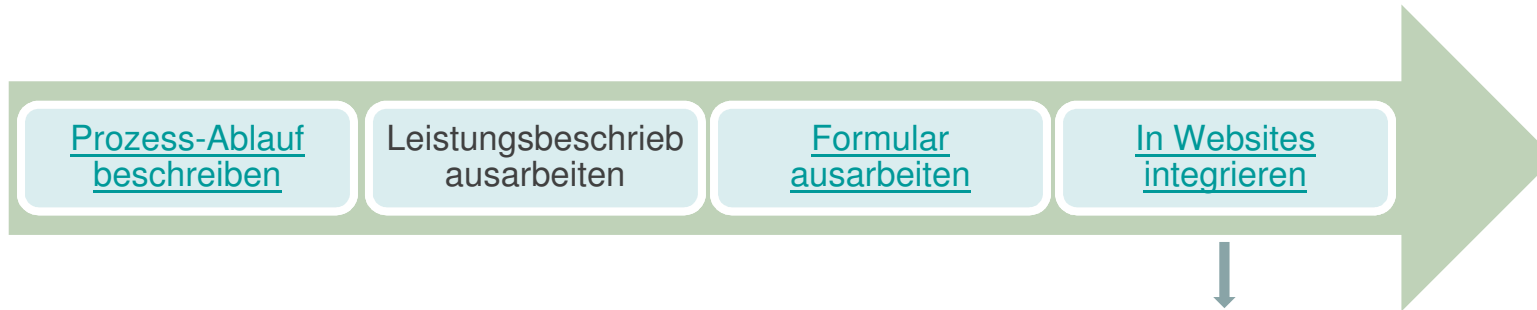 Prozess-Ablauf
beschreiben
Leistungsbeschrieb
ausarbeiten
Formular
ausarbeiten
In Websites
integrieren